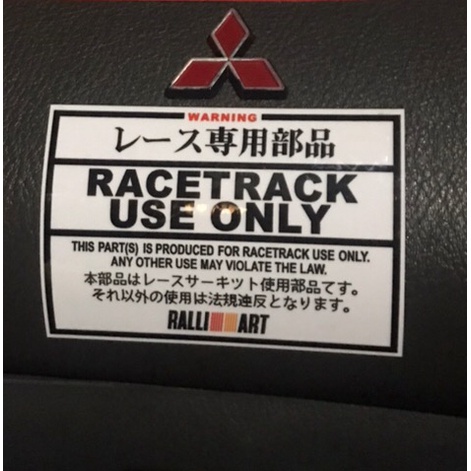 WARNING
レース専用部品
RACETRACK
USE ONLY
THIS PART(S) IS PRODUCED FOR RACETRACK USE ONLY.
ANY OTHER USE MAY VIOLATE THE LAW.
本部品はレースサーキット使用部品てす。
それ以外の使用は法規違反となります。
RALLI ART